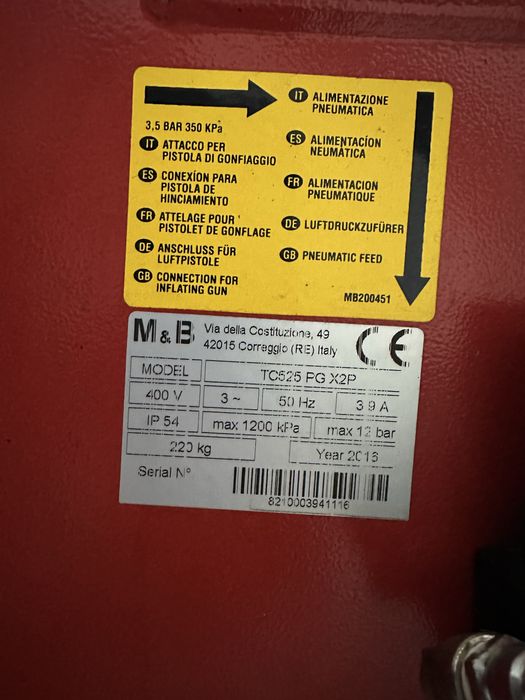 IT ALIMENTAZIONE
PNEUMATICA
3,5 BAR 350 KPa
IT ATTACCO PER
PISTOLA DI GONFIAGGIO
ES ALIMENTACÍON
NEUMÁTICA
ES CONEXÍON PARA
PISTOLA DE
HINCIAMIENTO
FR ALIMENTACION
PNEUMATIQUE
FR ATTELAGE POUR
PISTOLET DE GONFLAGE
DE LUFTDRUCKZUFÜRER
DE ANSCHLUSS FÜR
LUFTPISTOLE
GB PNEUMATIC FEED
GB CONNECTION FOR
INFLATING GUN
MB200451
M & B Via della Costituzione, 49
42015 Correggio (RE) Italy CE
MODEL TC525 PG X2P
400 V 3 ~ 50 Hz 3.9 A
IP 54 max 1200 kPa max 12 bar
220 kg Year 2016
Serial N°
8210003941116